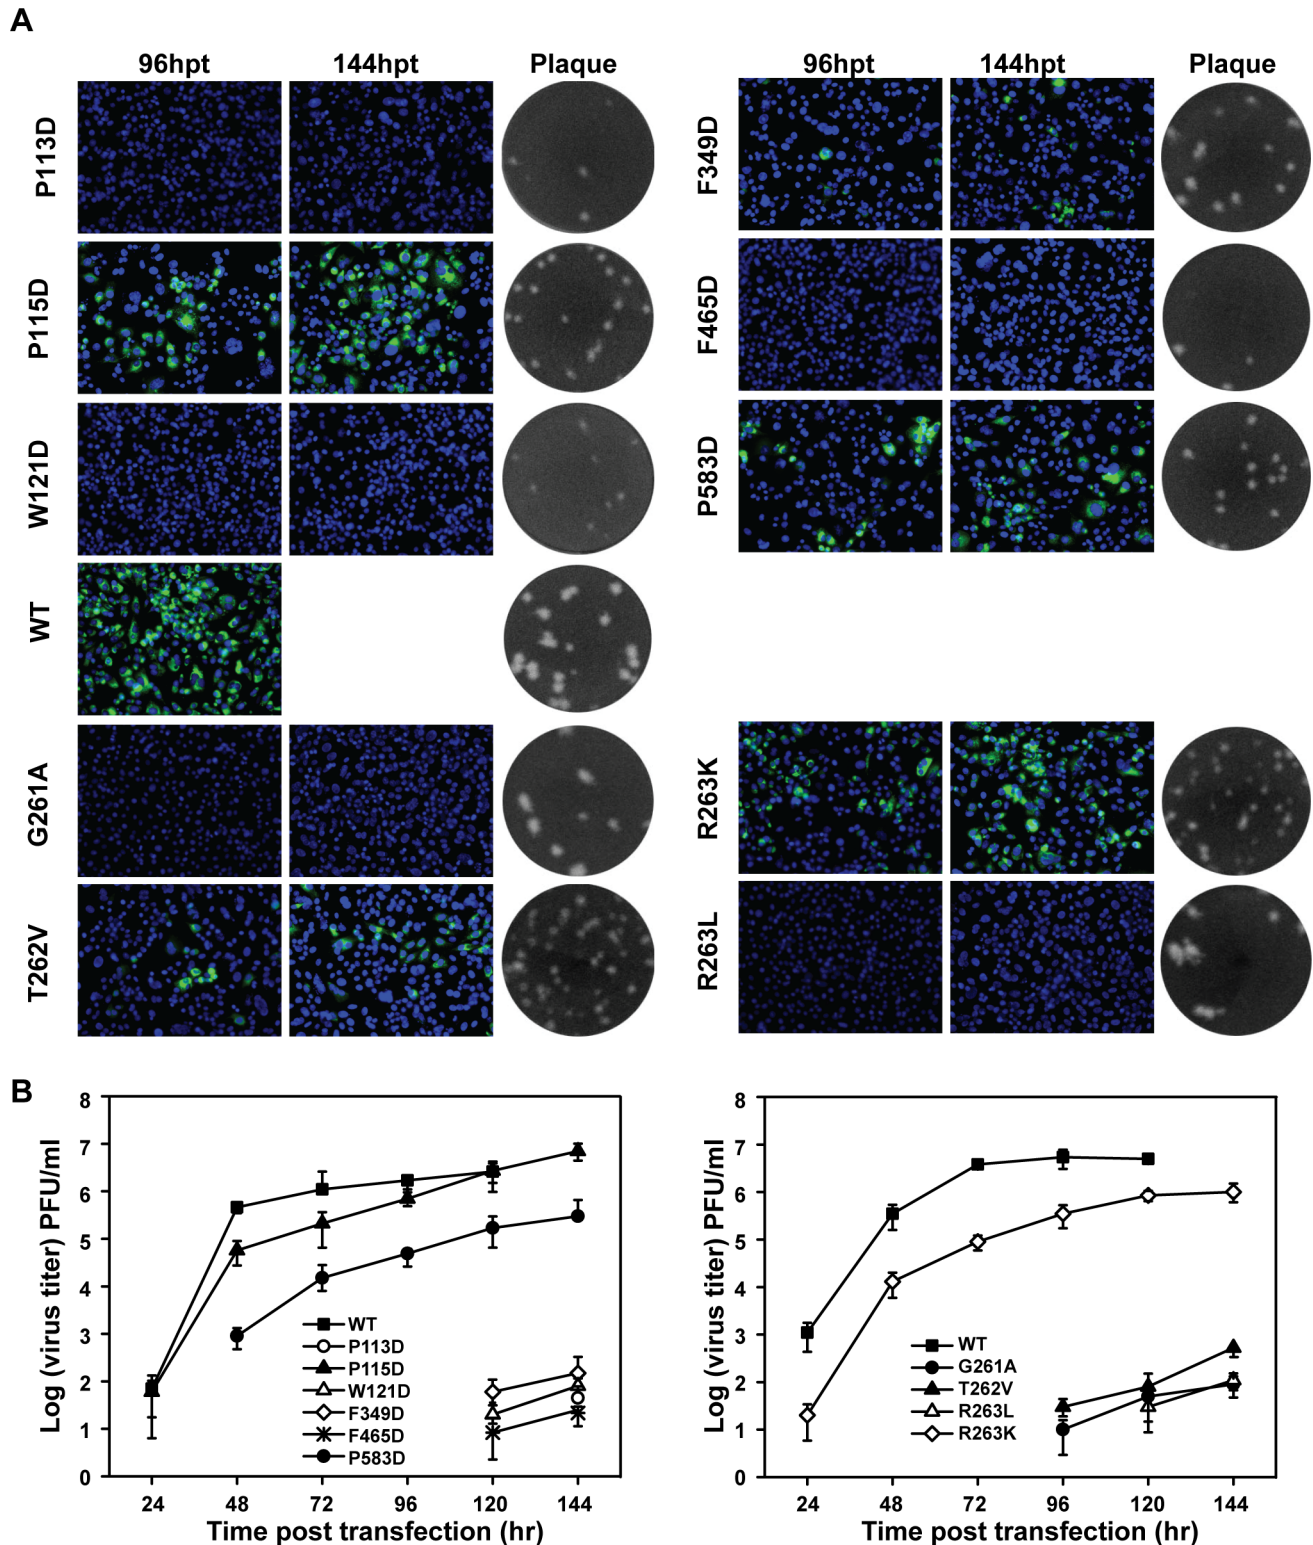 A
96hpt 144hpt Plaque 96hpt 144hpt Plaque
P113D F349D
P115D F465D
W121D P583D
WT
G261A R263K
T262V R263L
B
Log (virus titer) PFU/ml
8
7
6
5
4
3
2
1
0
WT
P113D
P115D
W121D
F349D
F465D
P583D
24 48 72 96 120 144
Time post transfection (hr)
Log (virus titer) PFU/ml
8
7
6
5
4
3
2
1
0
WT
G261A
T262V
R263L
R263K
24 48 72 96 120 144
Time post transfection (hr)